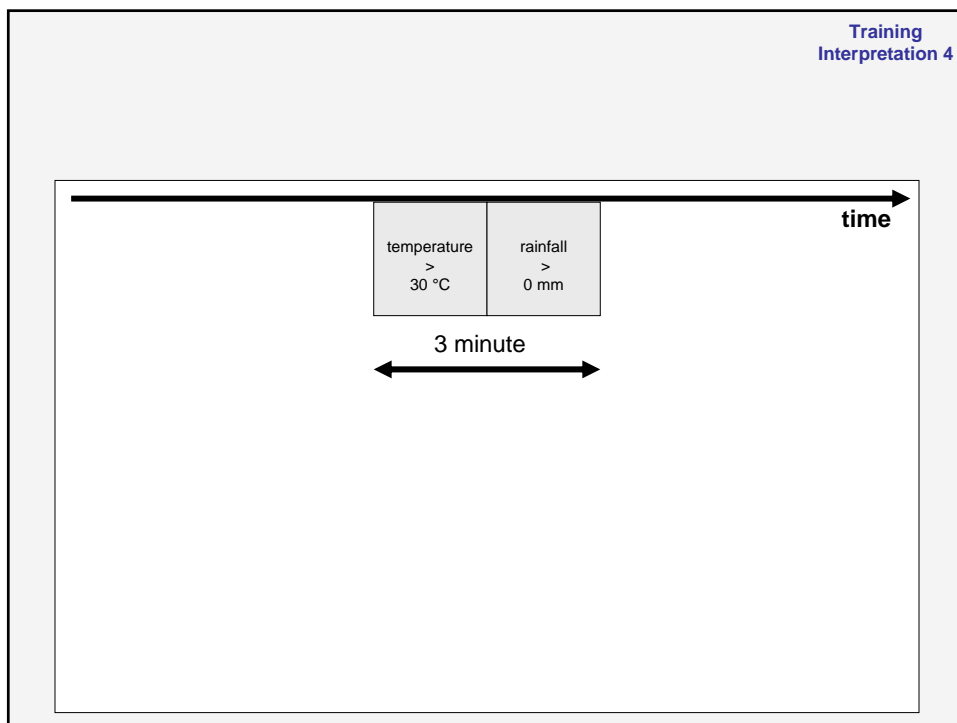 Training
Interpretation 4
time
temperature
>
30 °C
rainfall
>
0 mm
3 minute